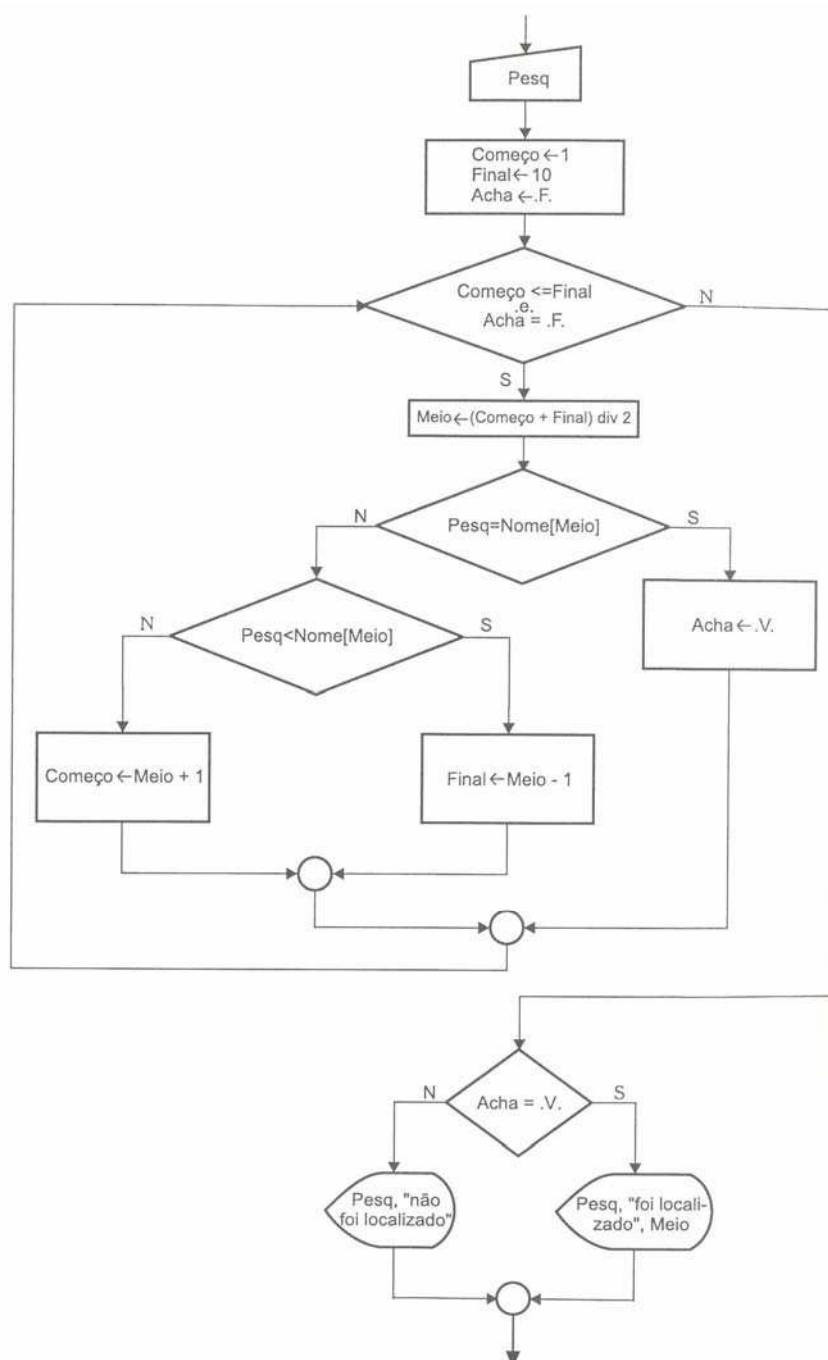 Pesq
Começo ←1
Final← 10
Acha ←.F.
Começo <=Final
.e.
Acha = .F.
N
S
Meio←(Começo + Final) div 2
N
Pesq=Nome[Meio]
S
N
Pesq<Nome[Meio]
S
Acha←.V.
Começo←Meio + 1
Final←Meio - 1
N
Acha = .V.
S
Pesq, "não
foi localizado"
Pesq, "foi locali-
zado", Meio